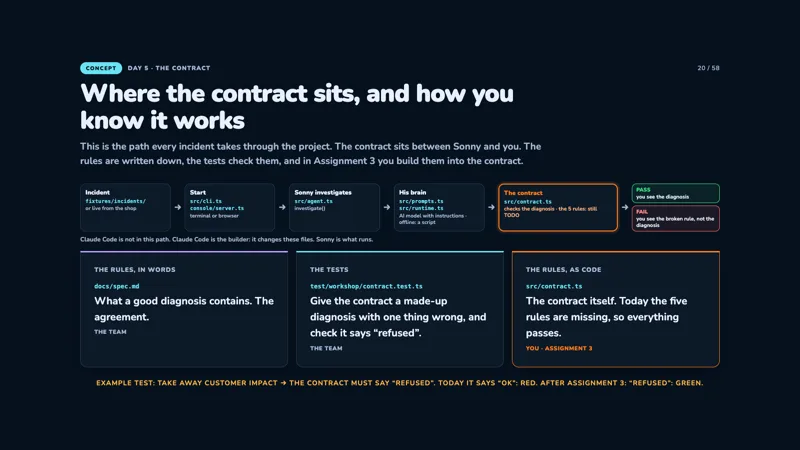 CONCEPT
DAY 5 · THE CONTRACT
20 / 58
Where the contract sits, and how you
know it works
This is the path every incident takes through the project. The contract sits between Sonny and you. The
rules are written down, the tests check them, and in Assignment 3 you build them into the contract.
Incident
fixtures/incidents/
or live from the shop
→
Start
src/cli.ts
console/server.ts
terminal or browser
→
Sonny investigates
src/agent.ts
investigate()
→
His brain
src/prompts.ts
src/runtime.ts
AI model with instructions ·
offline: a script
→
The contract
src/contract.ts
checks the diagnosis · the 5 rules: still
TODO
→
PASS
you see the diagnosis
FAIL
you see the broken rule, not the
diagnosis
Claude Code is not in this path. Claude Code is the builder: it changes these files. Sonny is what runs.
THE RULES, IN WORDS
docs/spec.md
What a good diagnosis contains. The
agreement.
THE TEAM
THE TESTS
test/workshop/contract.test.ts
Give the contract a made-up
diagnosis with one thing wrong, and
check it says “refused”.
THE TEAM
THE RULES, AS CODE
src/contract.ts
The contract itself. Today the five
rules are missing, so everything
passes.
YOU · ASSIGNMENT 3
EXAMPLE TEST: TAKE AWAY CUSTOMER IMPACT → THE CONTRACT MUST SAY “REFUSED”. TODAY IT SAYS “OK”: RED. AFTER ASSIGNMENT 3: “REFUSED”: GREEN.